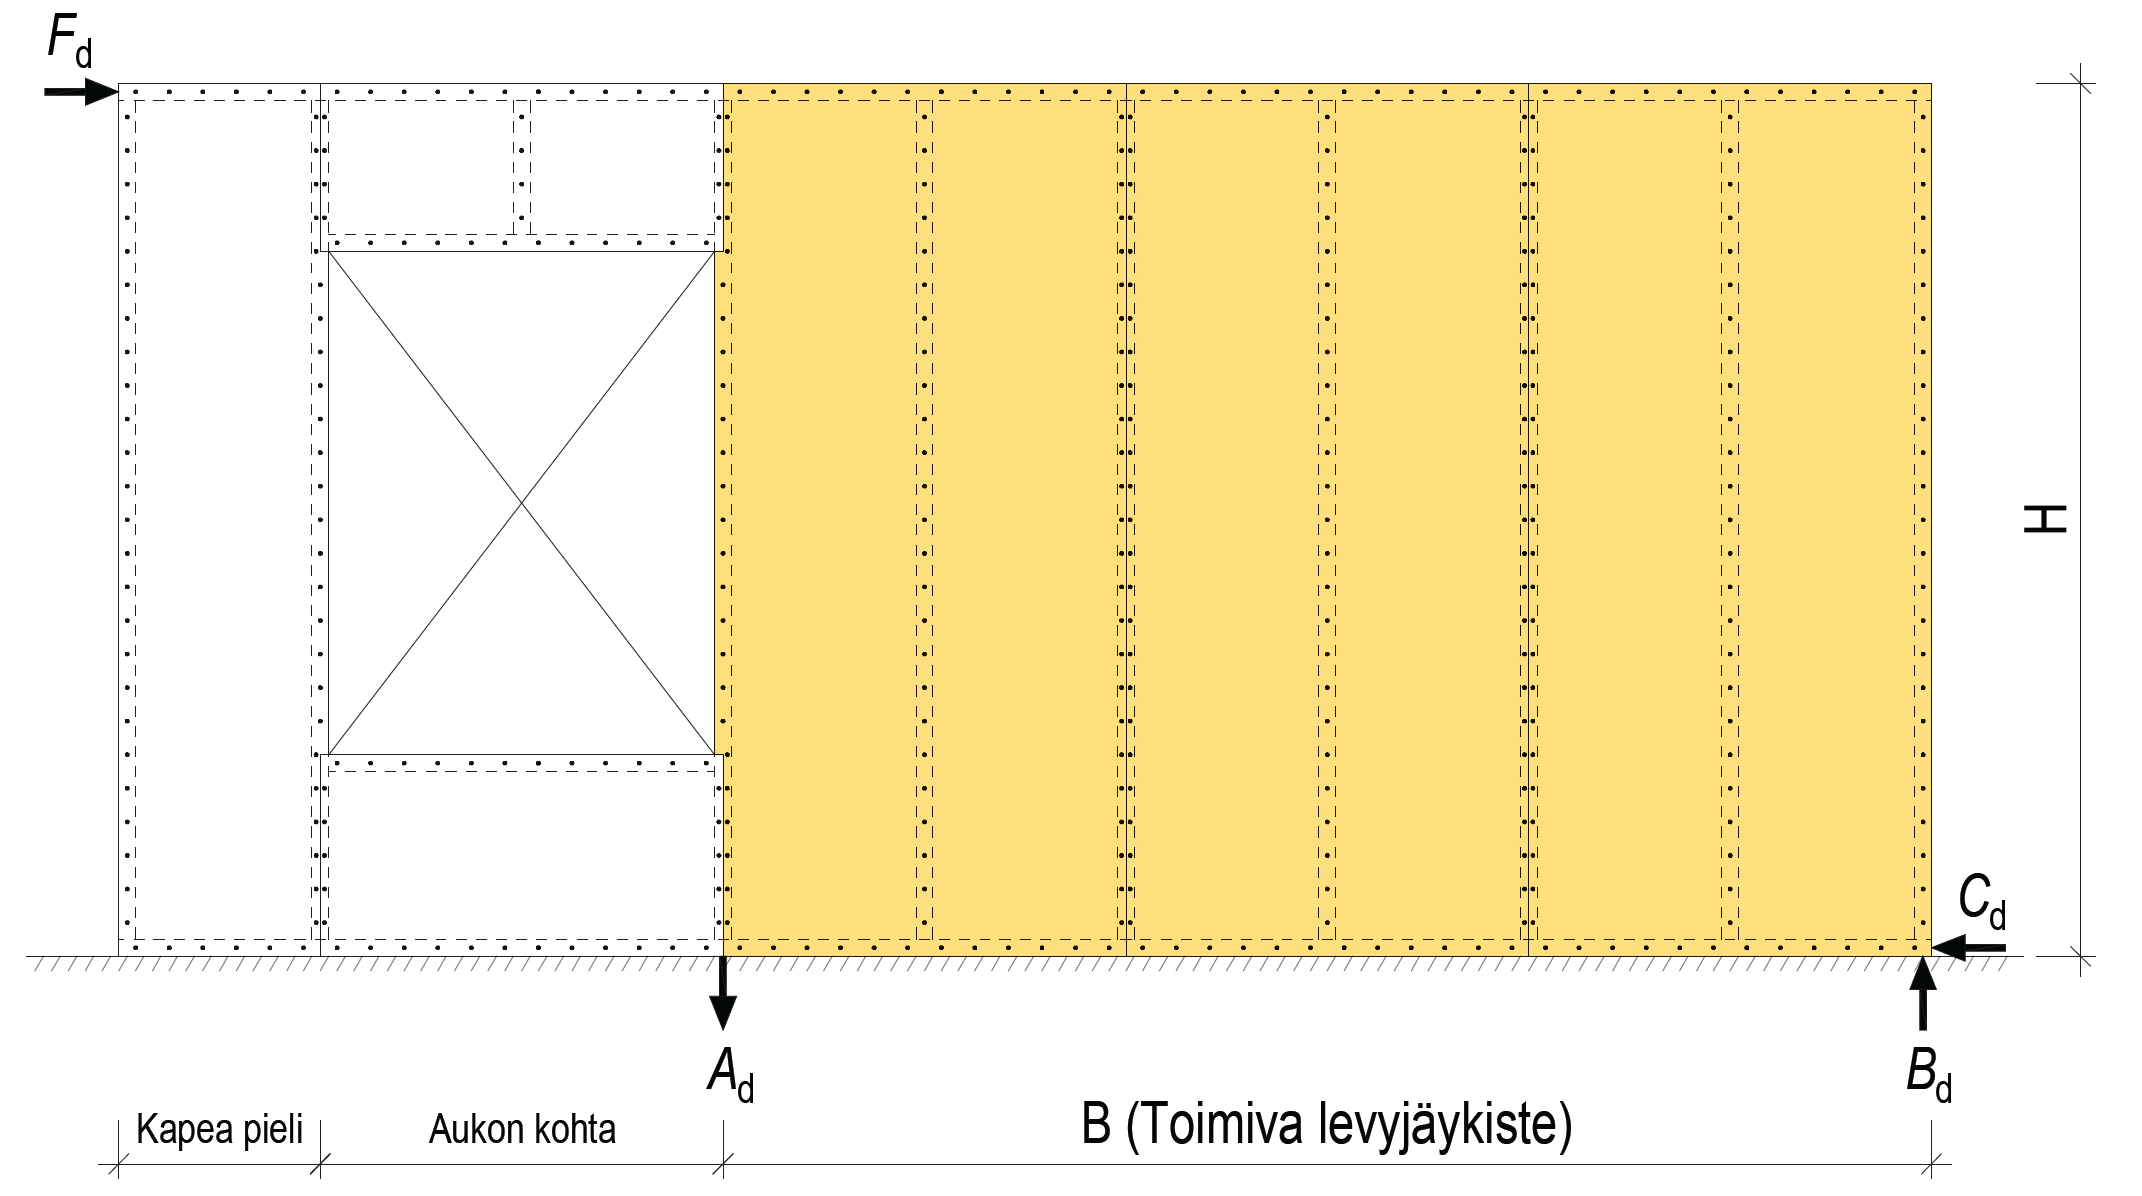 Fd
H
Cd
Ad
Bd
Kapea pieli
Aukon kohta
B (Toimiva levyjäykiste)